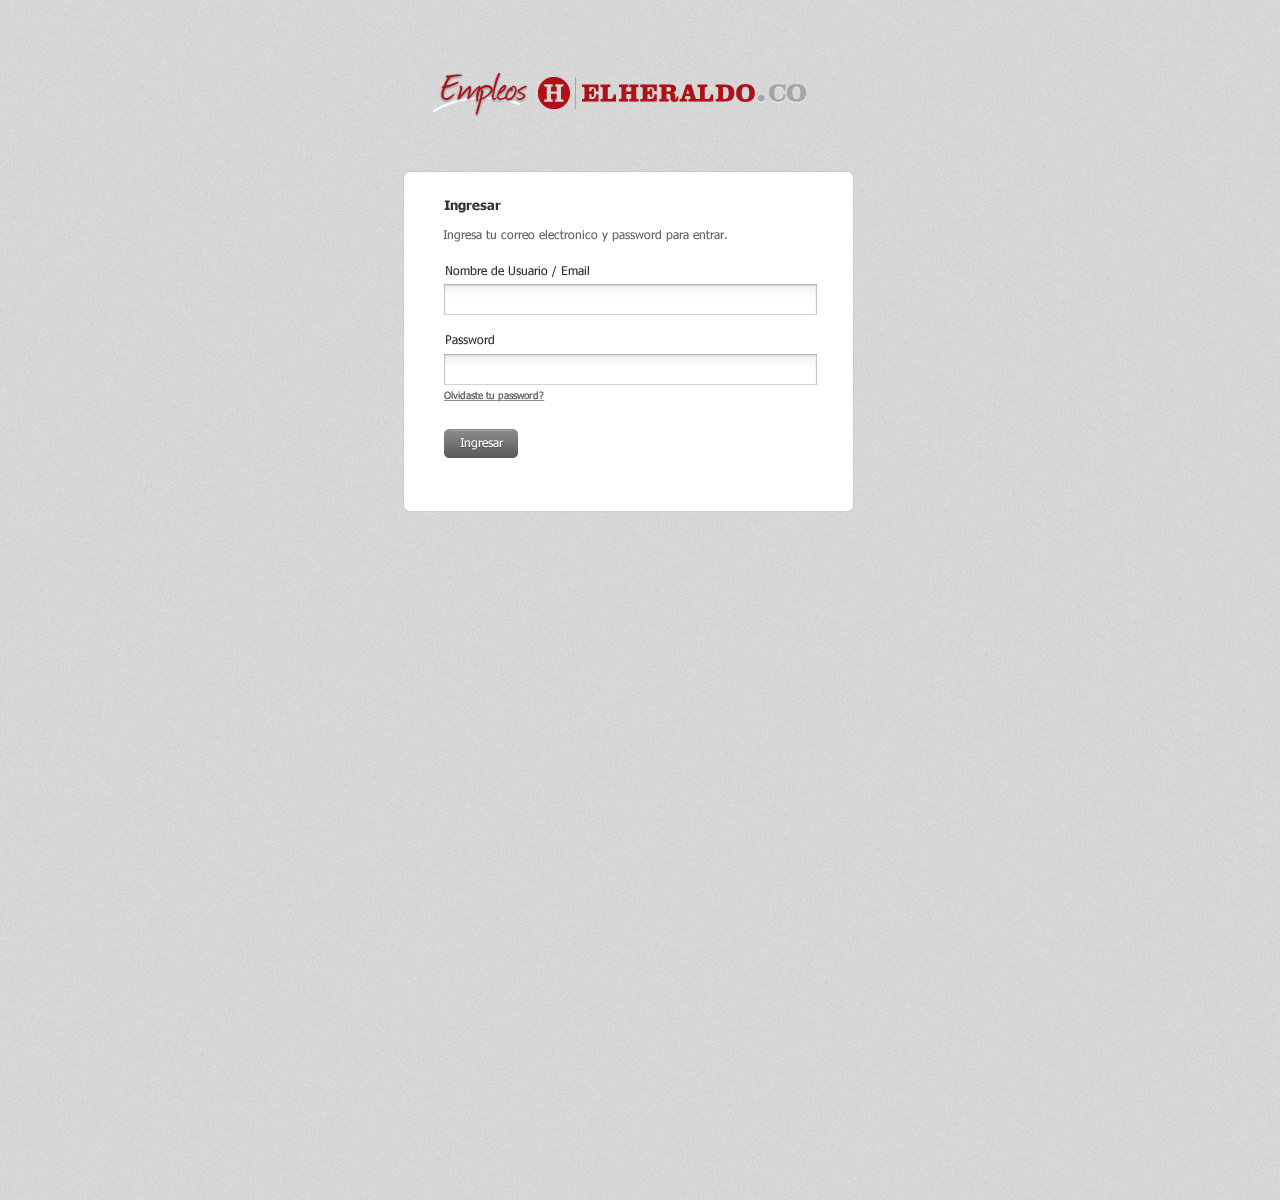 Empleos H ELHERALDO.CO
Ingresar
Ingresa tu correo electronico y password para entrar.
Nombre de Usuario / Email
Password
Olvidaste tu password?
Ingresar